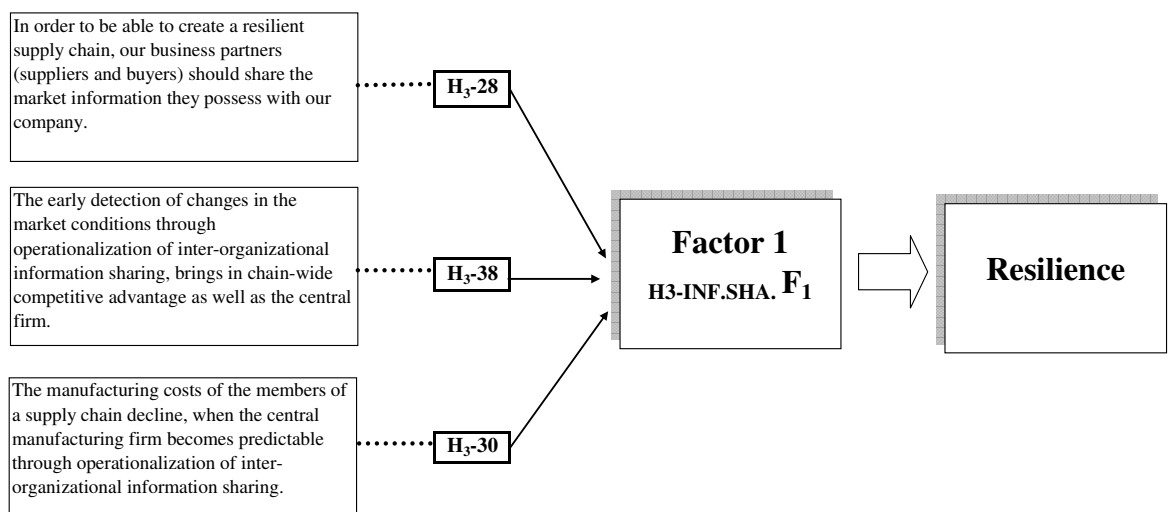 In order to be able to create a resilient
supply chain, our business partners
(suppliers and buyers) should share the
market information they possess with our
company.
H3-28
The early detection of changes in the
market conditions through
operationalization of inter-organizational
information sharing, brings in chain-wide
competitive advantage as well as the central
firm.
H3-38
The manufacturing costs of the members of
a supply chain decline, when the central
manufacturing firm becomes predictable
through operationalization of inter-
organizational information sharing.
H3-30
Factor 1
H3-INF.SHA. F1
Resilience